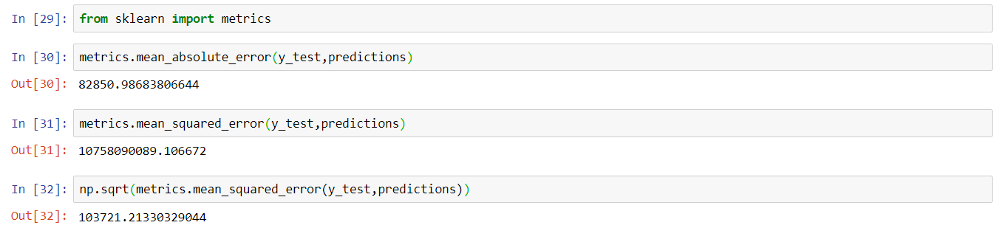 In [29]: from sklearn import metrics
In [30]: metrics.mean_absolute_error(y_test,predictions)
Out[30]: 82850.98683806644
In [31]: metrics.mean_squared_error(y_test,predictions)
Out[31]: 10758090089.106672
In [32]: np.sqrt(metrics.mean_squared_error(y_test,predictions))
Out[32]: 103721.21330329044